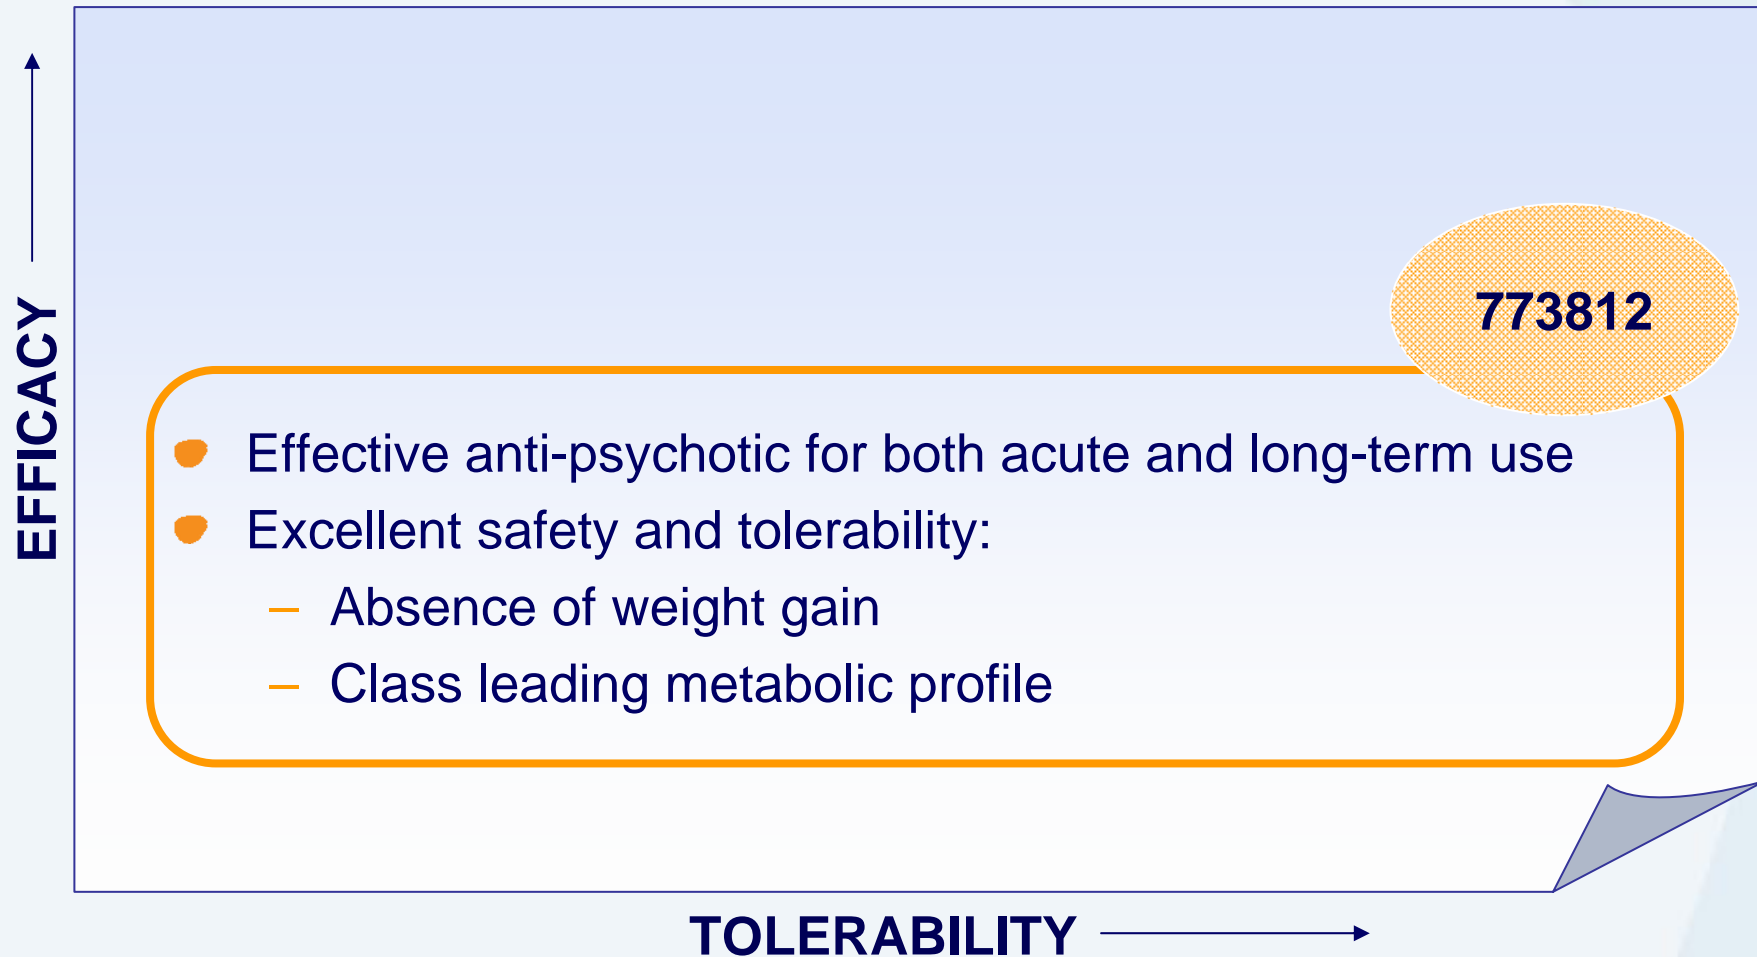 EFFICACY
773812
Effective anti-psychotic for both acute and long-term use
Excellent safety and tolerability:
– Absence of weight gain
– Class leading metabolic profile
TOLERABILITY